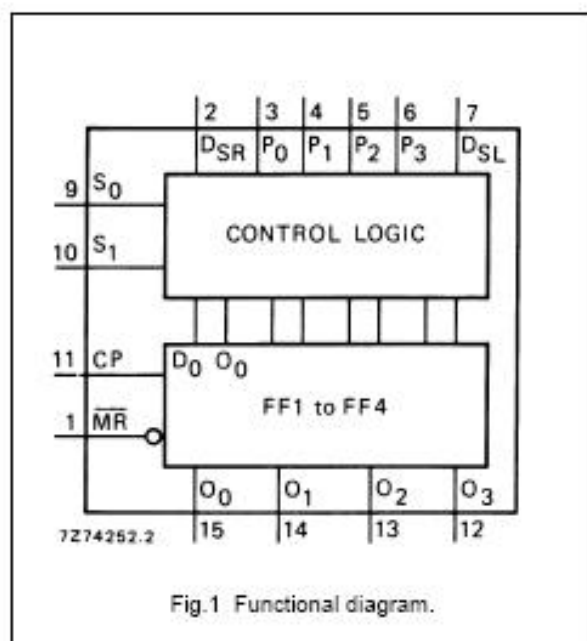 2 3 4 5 6 7
DSR P0 P1 P2 P3 DSL
9 S0
CONTROL LOGIC
10 S1
11 CP
D0 O0
FF1 to FF4
1 MR
O0 O1 O2 O3
7Z74252.2
15 14 13 12
Fig.1 Functional diagram.